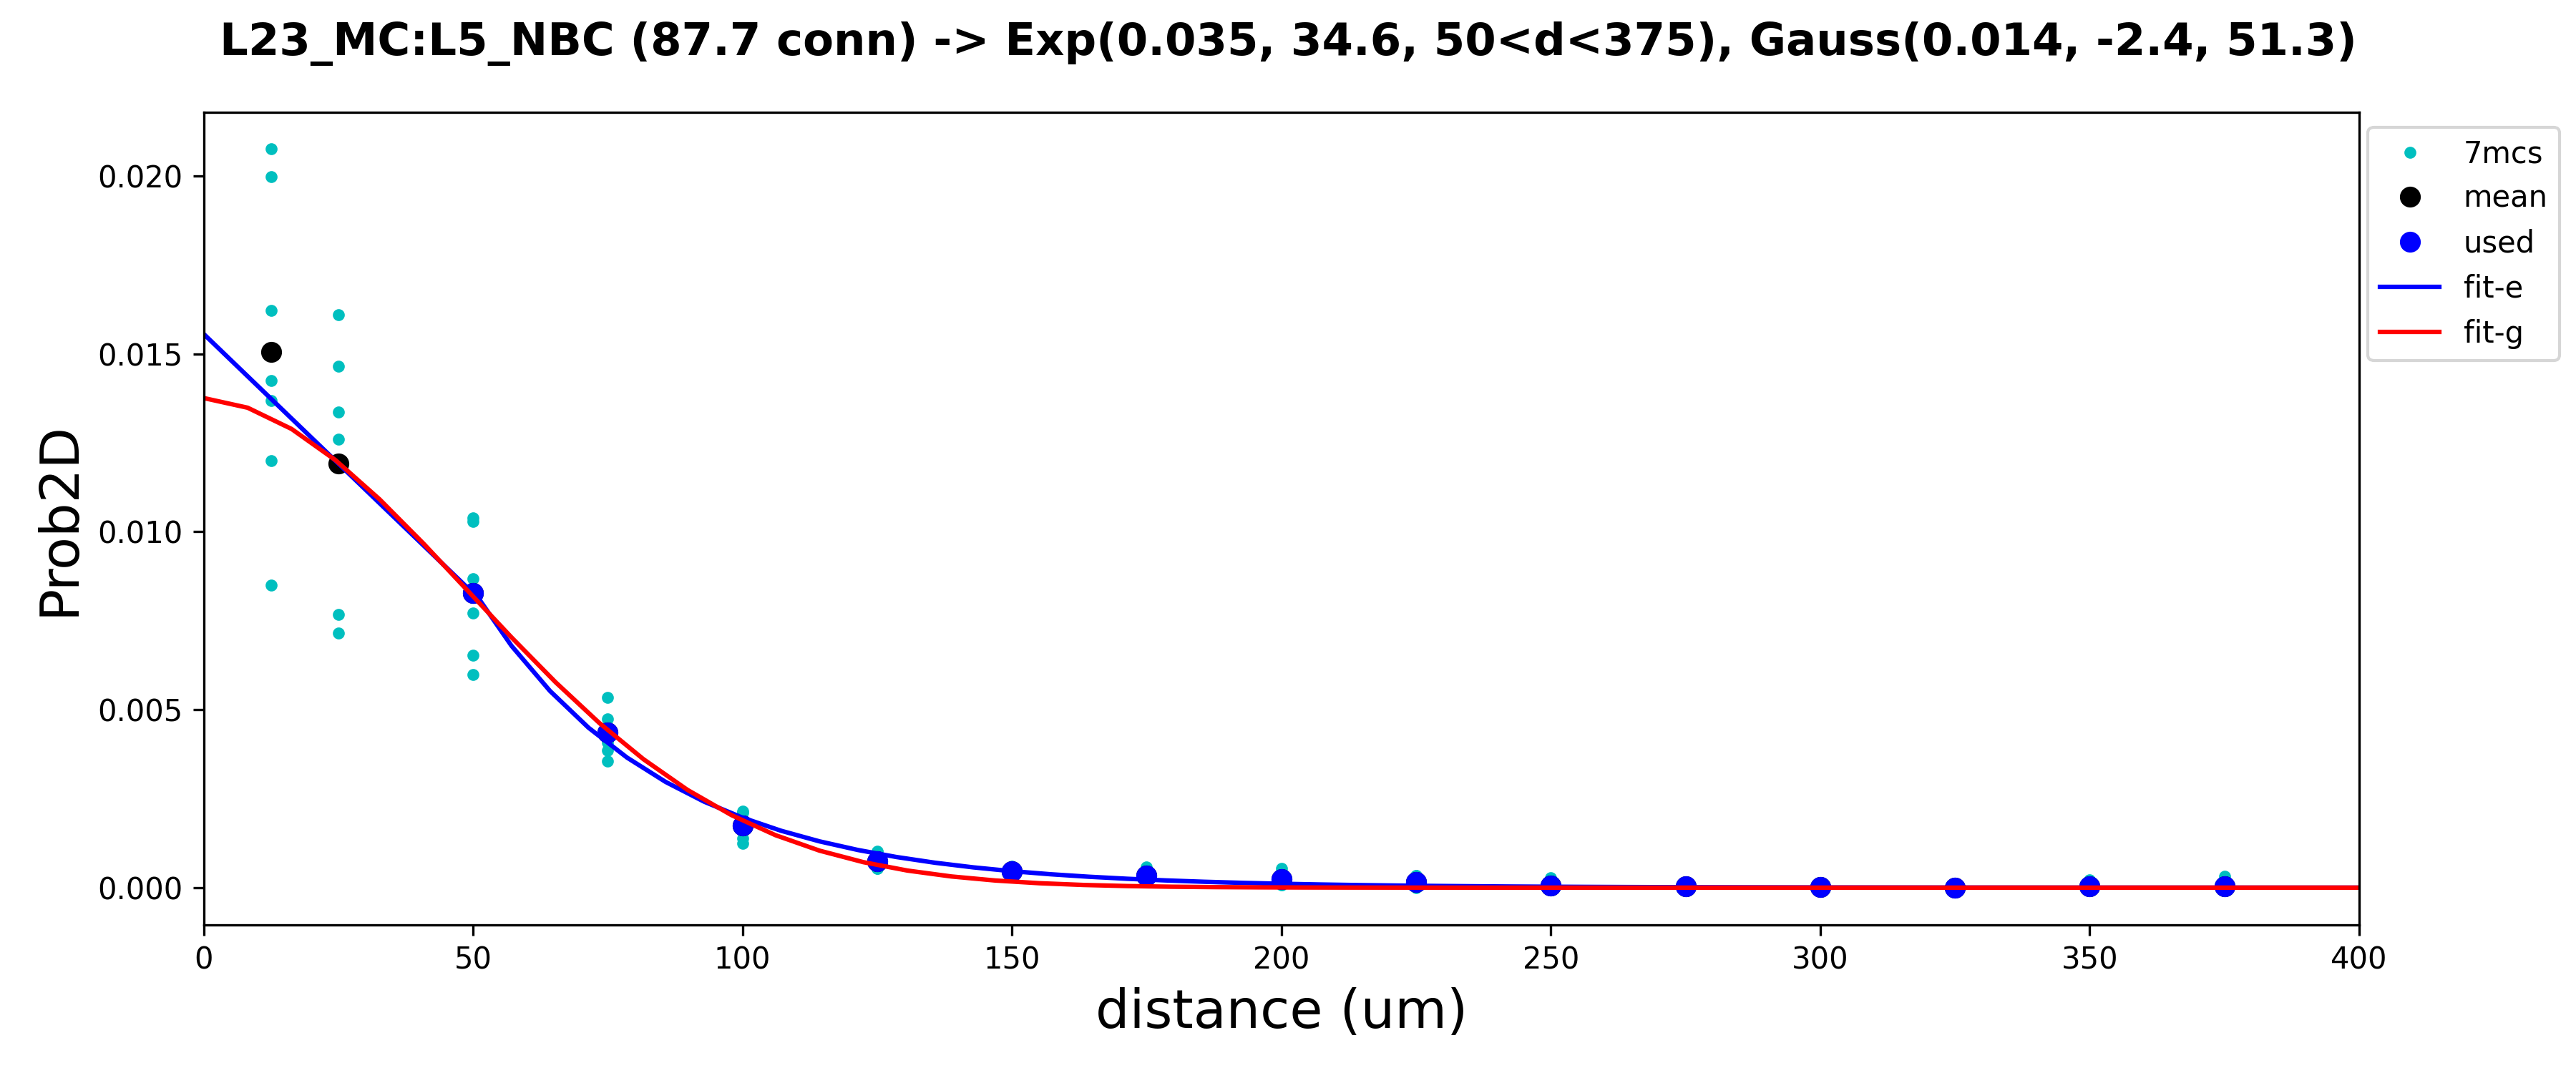 L23_MC:L5_NBC (87.7 conn) -> Exp(0.035, 34.6, 50<d<375), Gauss(0.014, -2.4, 51.3)
0.020
0.015
0.010
0.005
0.000
Prob2D
0 50 100 150 200 250 300 350 400
distance (um)
7mcs
mean
used
fit-e
fit-g